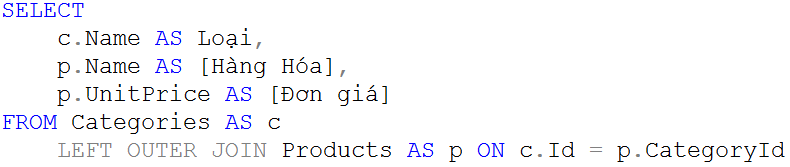 SELECT
    c.Name AS Loại,
    p.Name AS [Hàng Hóa],
    p.UnitPrice AS [Đơn giá]
FROM Categories AS c
    LEFT OUTER JOIN Products AS p ON c.Id = p.CategoryId